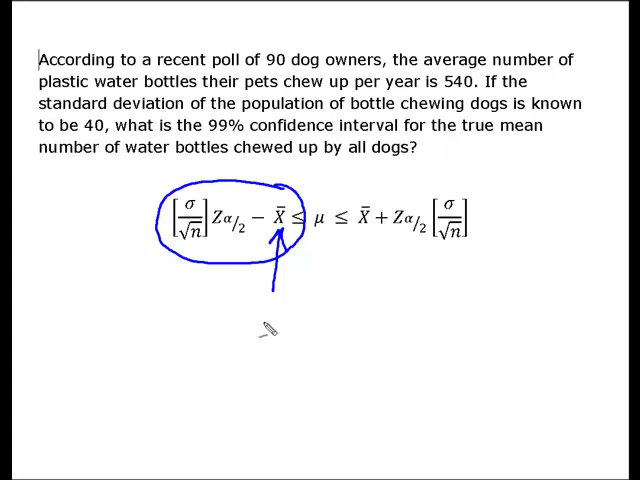 According to a recent poll of 90 dog owners, the average number of
plastic water bottles their pets chew up per year is 540. If the
standard deviation of the population of bottle chewing dogs is known
to be 40, what is the 99% confidence interval for the true mean
number of water bottles chewed up by all dogs?
[σ/√n] Zα/2 − X̄ ≤ μ ≤ X̄ + Zα/2 [σ/√n]